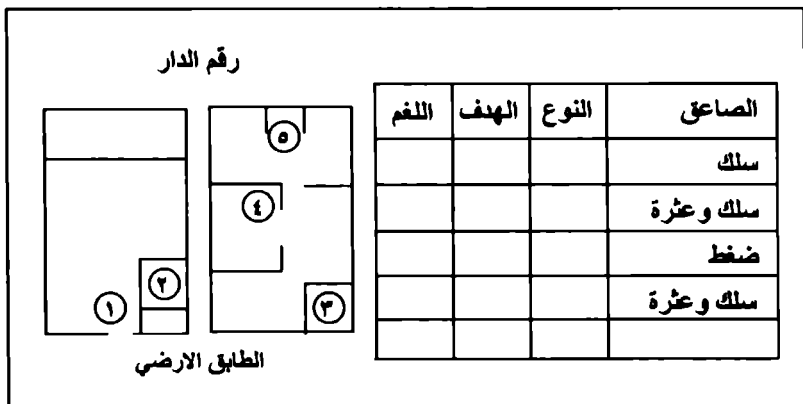 رقم الدار
الصاعق النوع الهدف اللغم
سلك
سلك وعثرة
ضغط
سلك وعثرة
٥
٤
٣
٢
١
الطابق الارضي